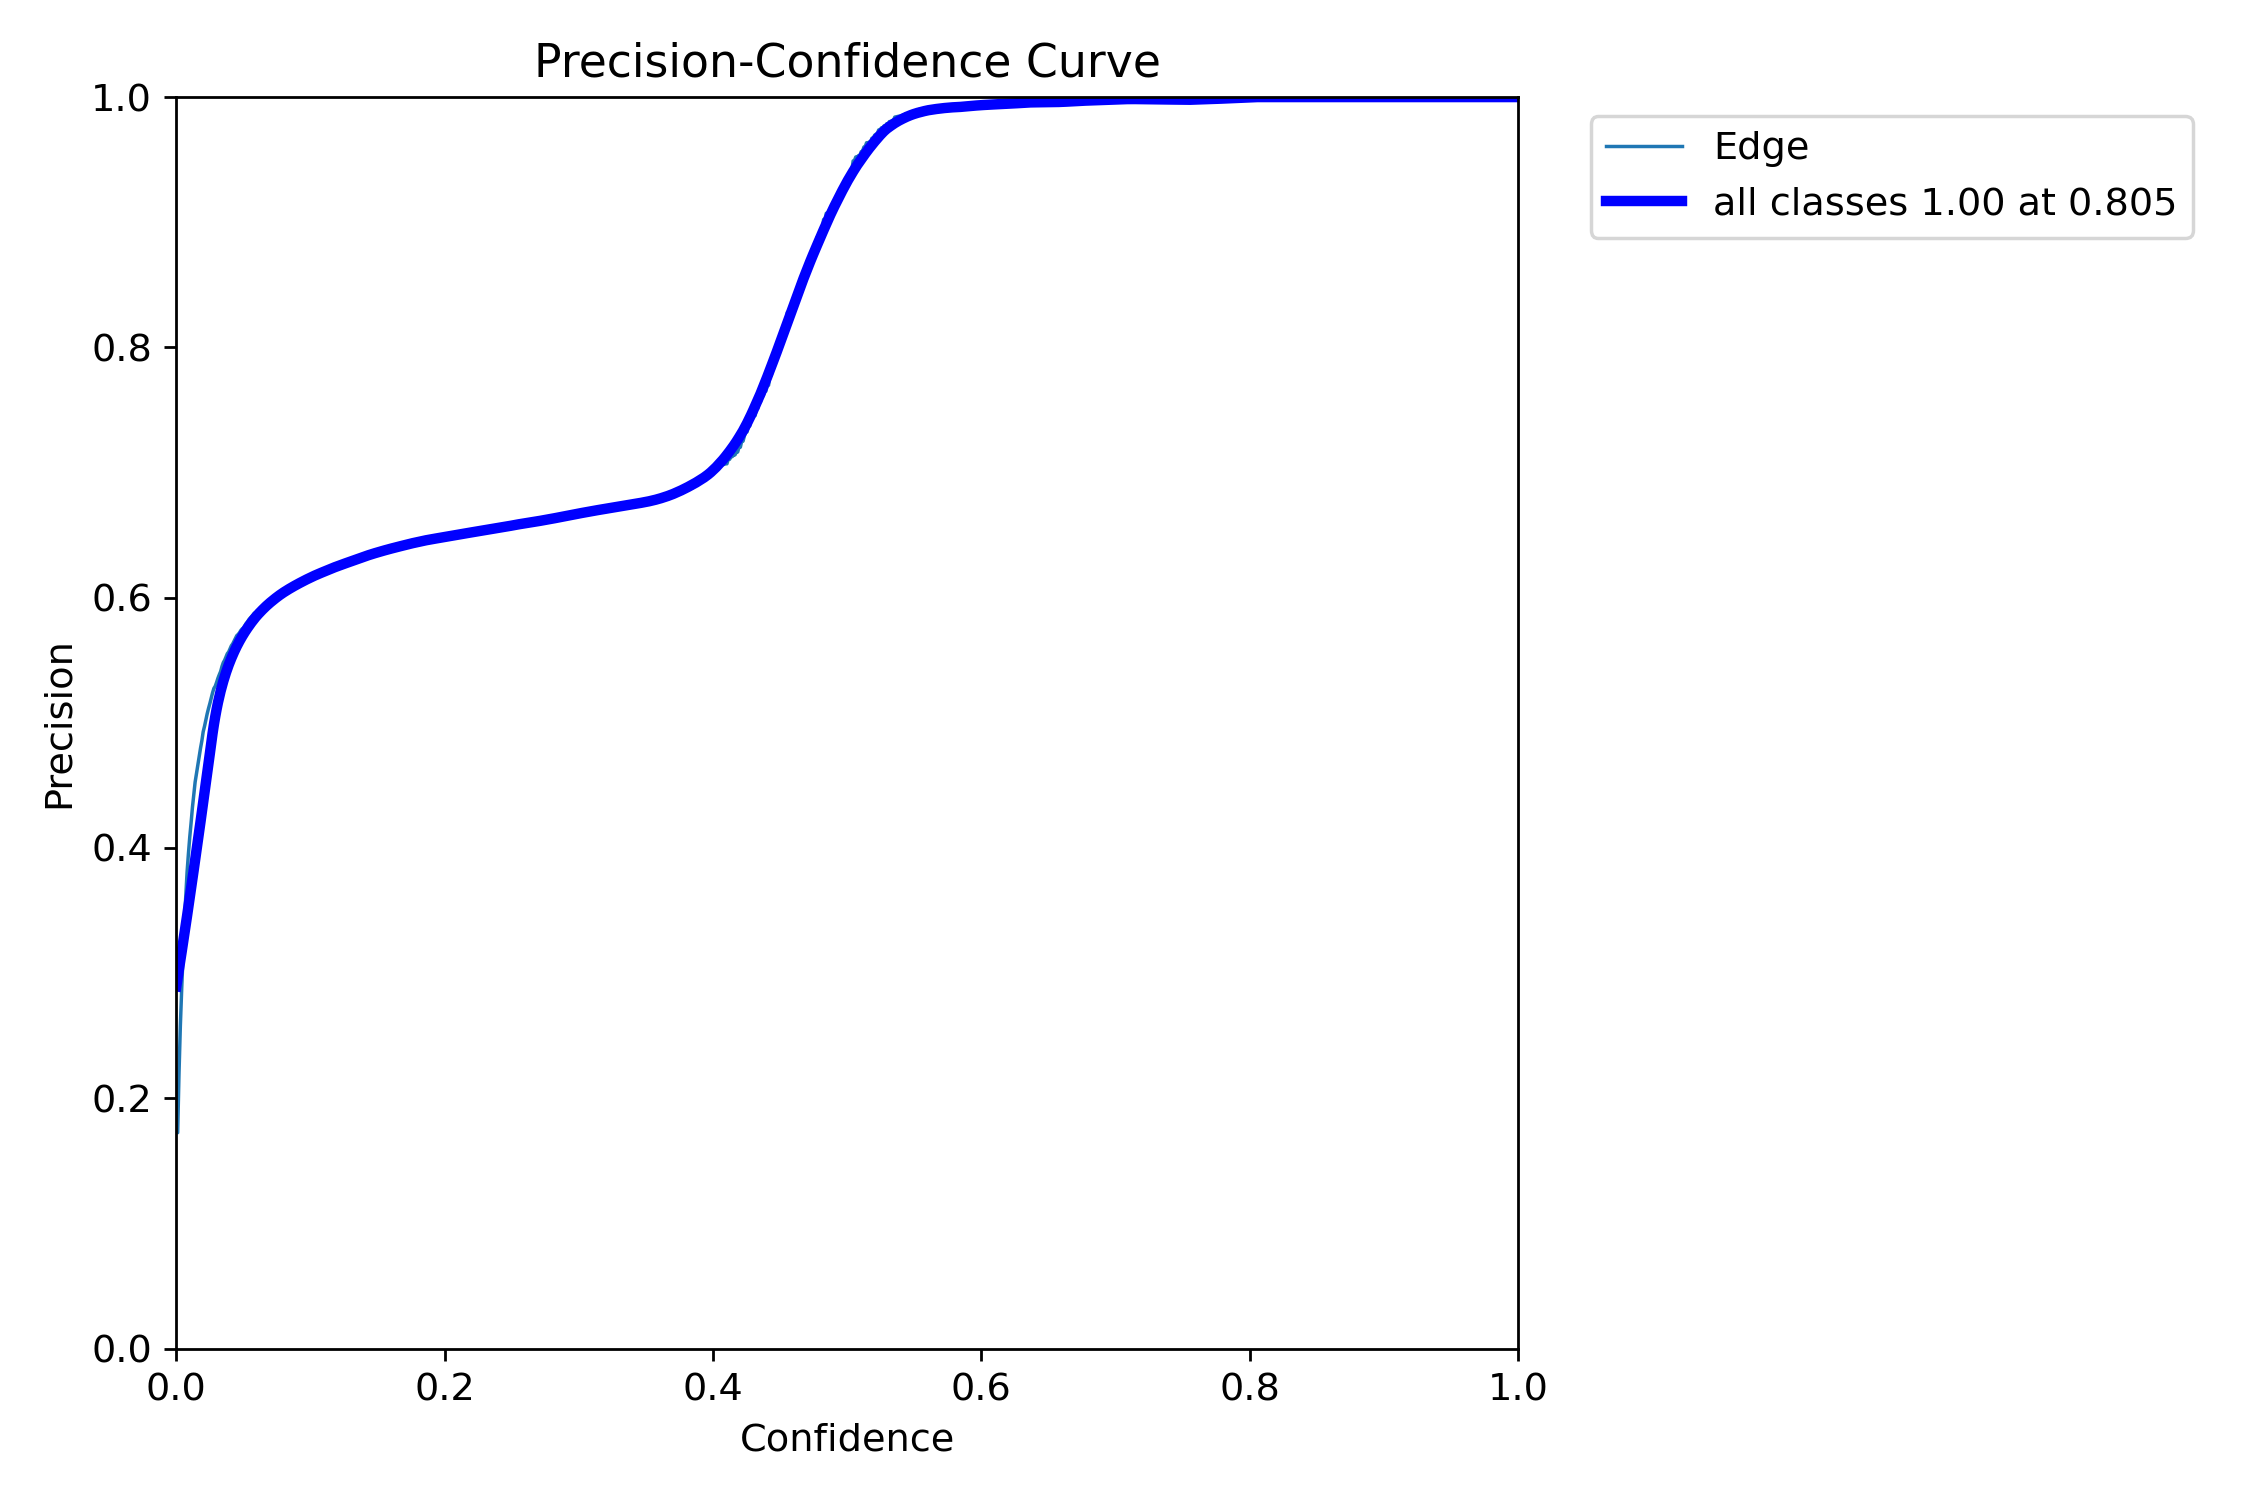 Precision-Confidence Curve
1.0
0.8
0.6
0.4
0.2
0.0
Precision
0.0 0.2 0.4 0.6 0.8 1.0
Confidence
Edge
all classes 1.00 at 0.805